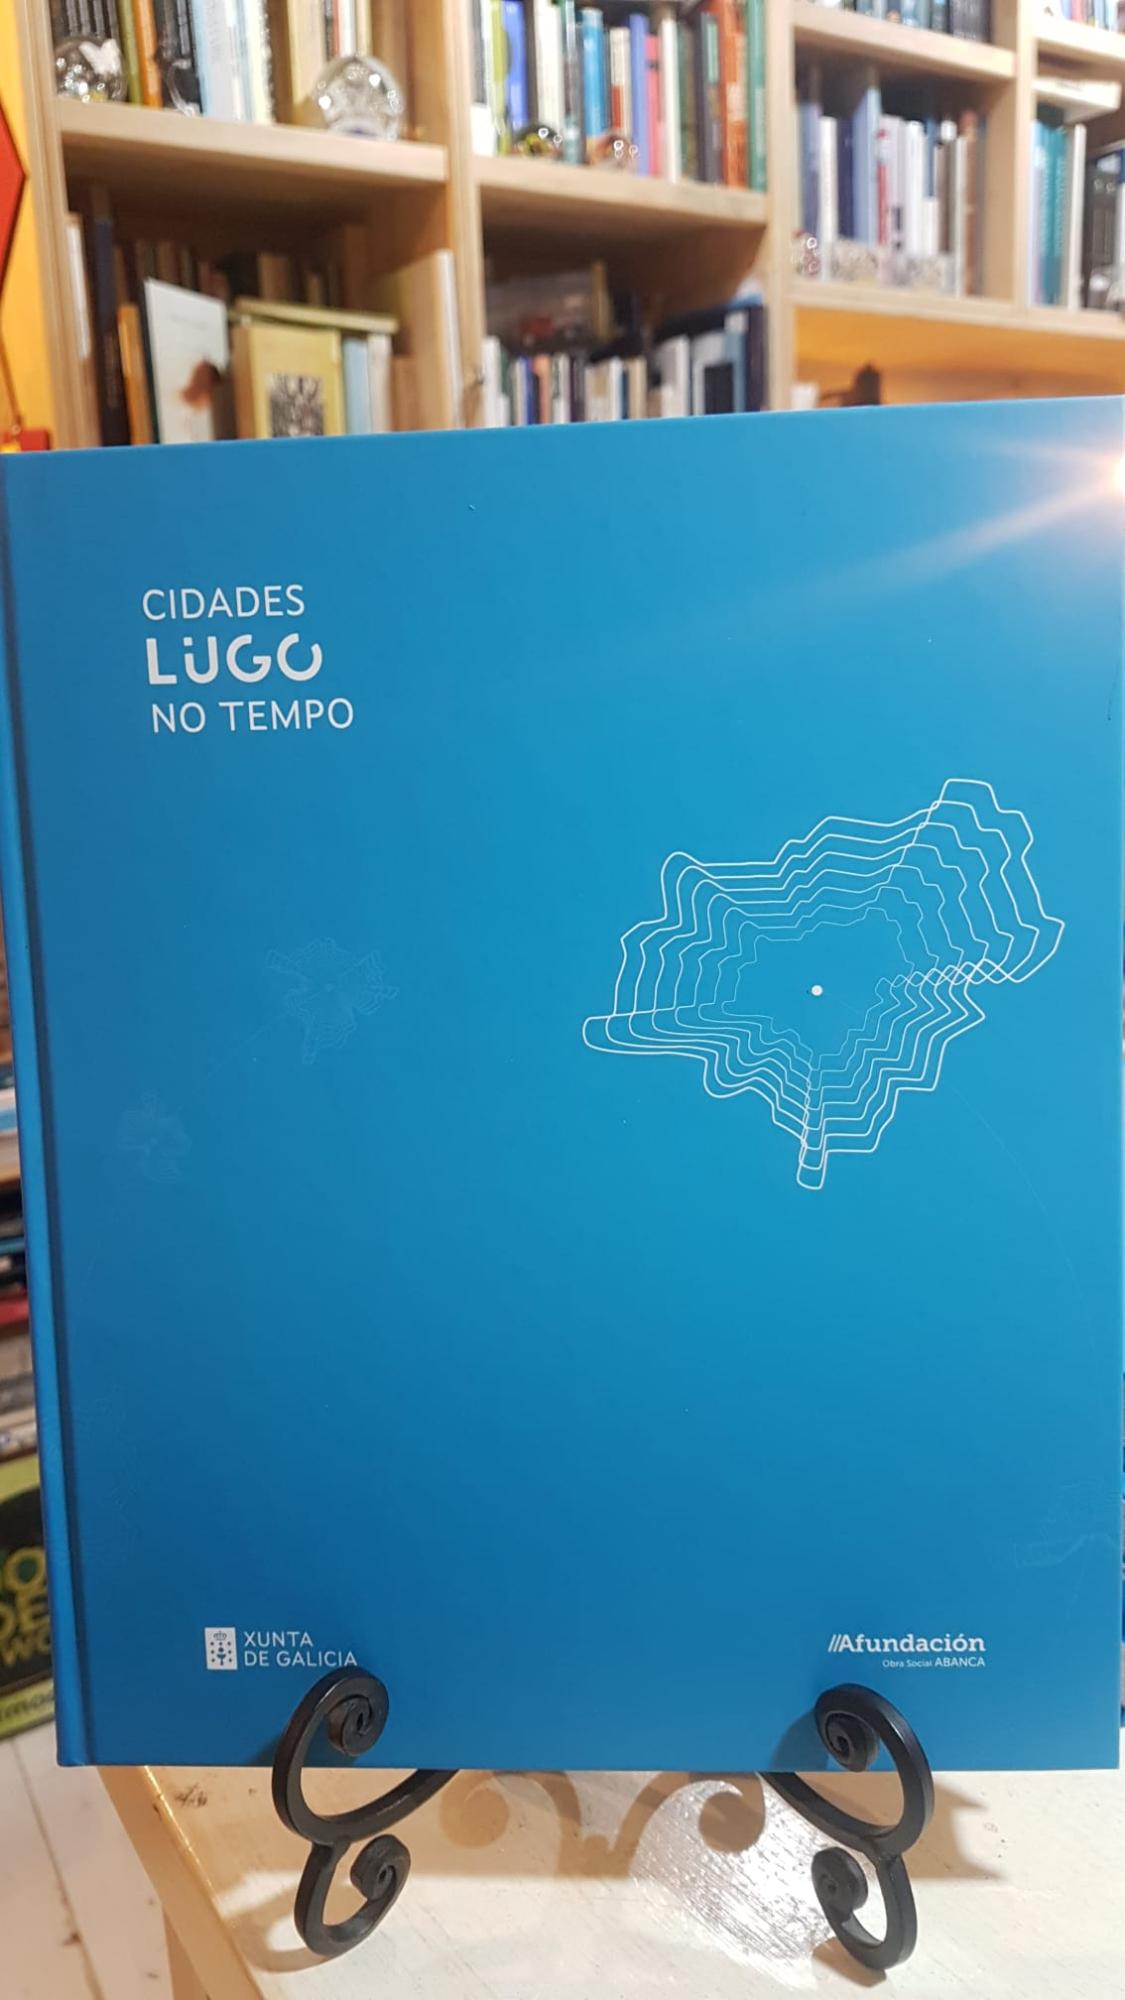 CIDADES
LUGO
NO TEMPO
XUNTA
DE GALICIA
//Afundación
Obra Social ABANCA